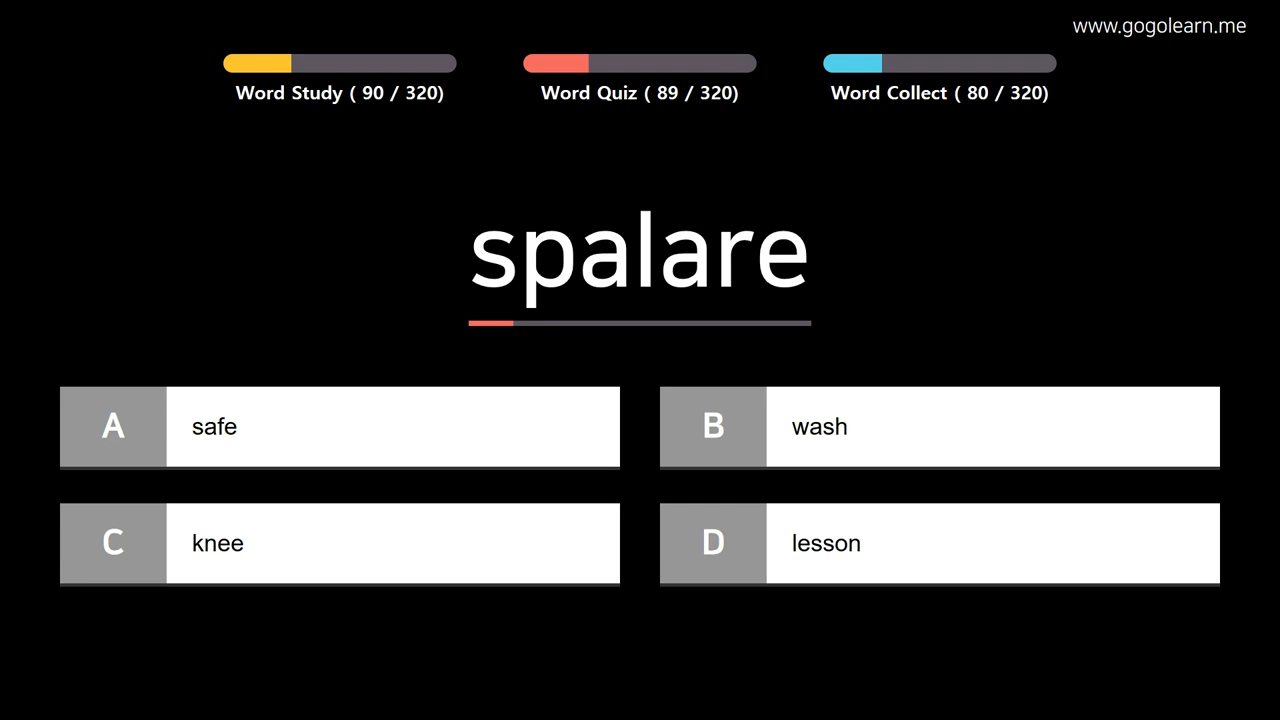 www.gogolearn.me
Word Study ( 90 / 320)
Word Quiz ( 89 / 320)
Word Collect ( 80 / 320)
spalare
A safe
B wash
C knee
D lesson